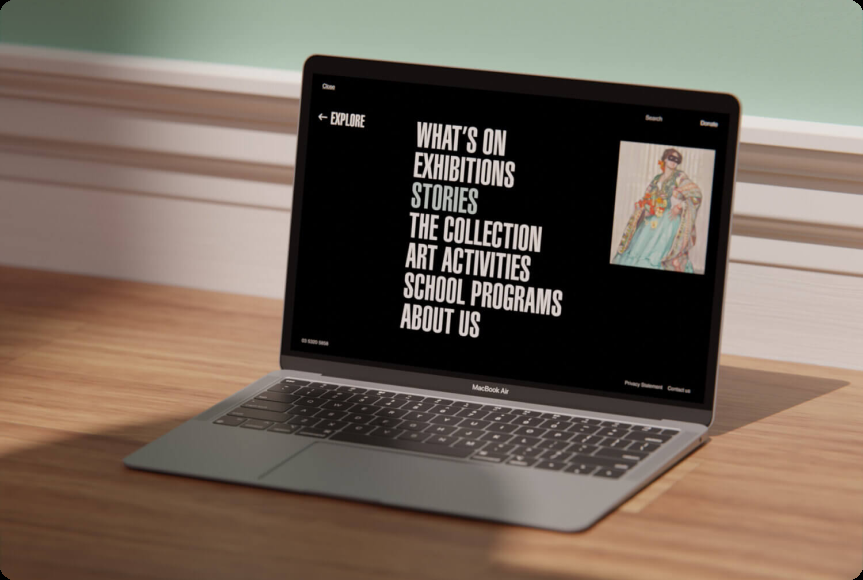 Close
Search
Donate
← EXPLORE
WHAT'S ON
EXHIBITIONS
STORIES
THE COLLECTION
ART ACTIVITIES
SCHOOL PROGRAMS
ABOUT US
Privacy Statement
Contact us
MacBook Air